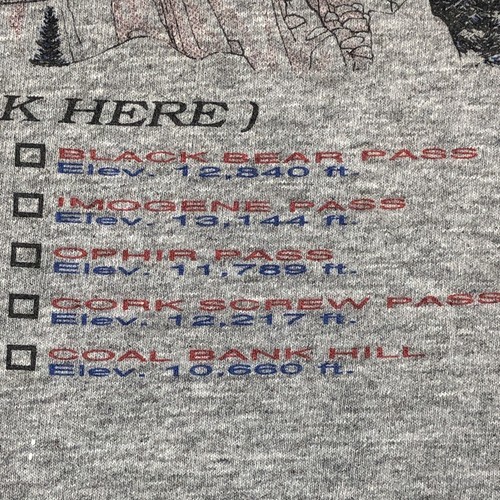 K HERE )
BLACK BEAR PASS
Elev. 12,840 ft.
IMOGENE PASS
Elev. 13,144 ft.
OPHIR PASS
Elev. 11,789 ft.
CORK SCREW PASS
Elev. 12,217 ft.
COAL BANK HILL
Elev. 10,660 ft.